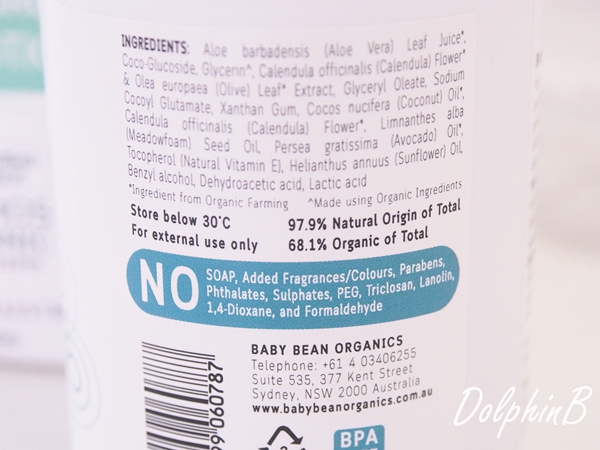 INGREDIENTS: Aloe barbadensis (Aloe Vera) Leaf Juice*,
Coco-Glucoside, Glycerin^, Calendula officinalis (Calendula) Flower*
& Olea europaea (Olive) Leaf* Extract, Glyceryl Oleate, Sodium
Cocoyl Glutamate, Xanthan Gum, Cocos nucifera (Coconut) Oil*,
Calendula officinalis (Calendula) Flower*, Limnanthes alba
(Meadowfoam) Seed Oil, Persea gratissima (Avocado) Oil*,
Tocopherol (Natural Vitamin E), Helianthus annuus (Sunflower) Oil,
Benzyl alcohol, Dehydroacetic acid, Lactic acid
*Ingredient from Organic Farming ^Made using Organic Ingredients
Store below 30°C 97.9% Natural Origin of Total
For external use only 68.1% Organic of Total
NO SOAP, Added Fragrances/Colours, Parabens,
Phthalates, Sulphates, PEG, Triclosan, Lanolin,
1,4-Dioxane, and Formaldehyde
BABY BEAN ORGANICS
Telephone: +61 4 03406255
Suite 535, 377 Kent Street
Sydney, NSW 2000 Australia
www.babybeanorganics.com.au
99060787
BPA
DolphinB